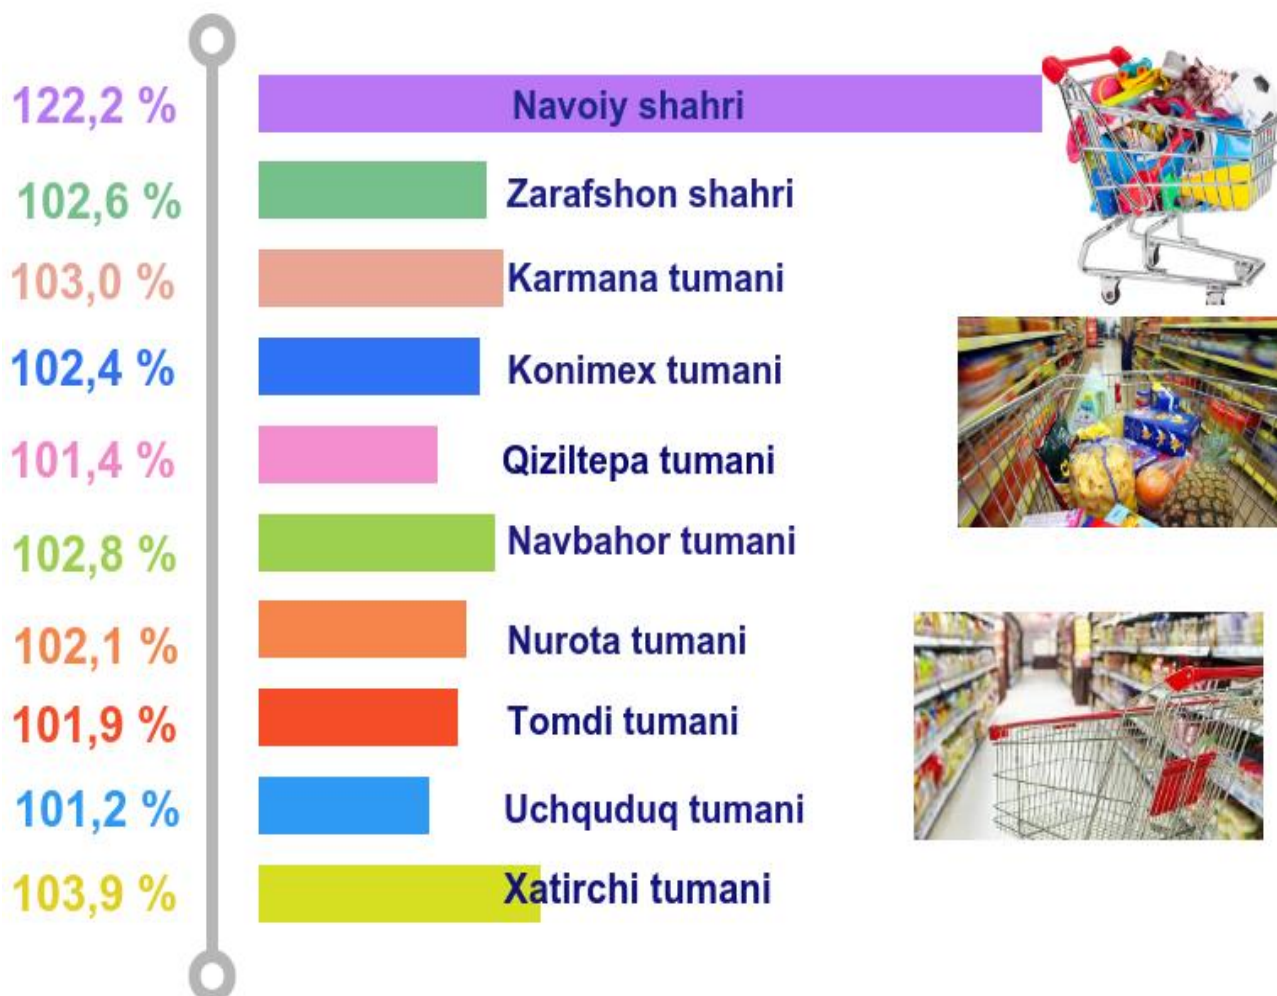 122,2 % Navoiy shahri
102,6 % Zarafshon shahri
103,0 % Karmana tumani
102,4 % Konimex tumani
101,4 % Qiziltepa tumani
102,8 % Navbahor tumani
102,1 % Nurota tumani
101,9 % Tomdi tumani
101,2 % Uchquduq tumani
103,9 % Xatirchi tumani